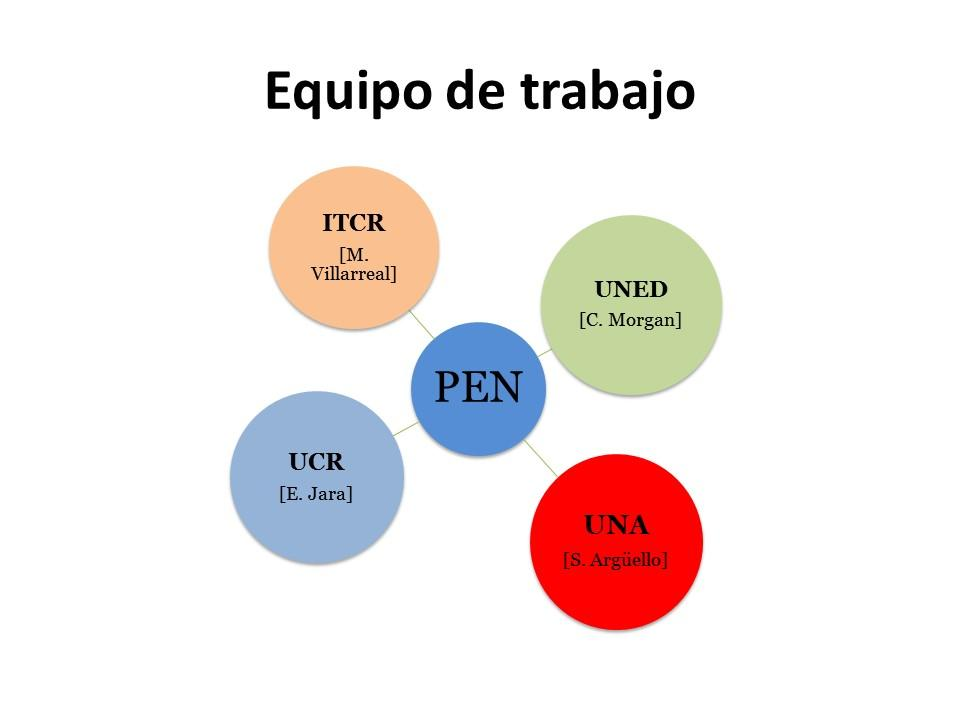 Equipo de trabajo
ITCR
[M.
Villarreal]
UNED
[C. Morgan]
PEN
UCR
[E. Jara]
UNA
[S. Argüello]